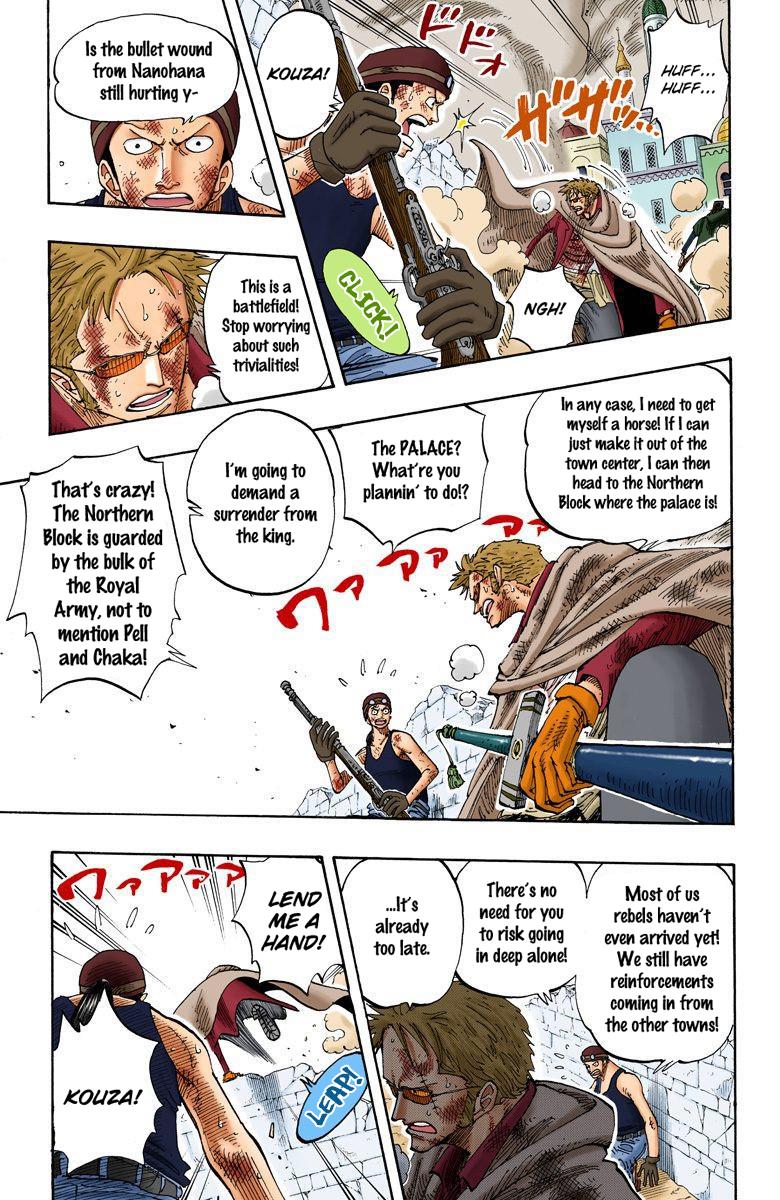 HUFF...
HUFF...
ドドォ
ザザッ...
KOUZA!
CLICK!
NGH!
Is the bullet wound
from Nanohana
still hurting y-
This is a
battlefield!
Stop worrying
about such
trivialities!
In any case, I need to get
myself a horse! If I can
just make it out of the
town center, I can then
head to the Northern
Block where the palace is!
The PALACE?
What're you
plannin' to do!?
I'm going to
demand a
surrender from
the king.
That's crazy!
The Northern
Block is guarded
by the bulk of
the Royal
Army, not to
mention Pell
and Chaka!
ワァァァァァァ
Most of us
rebels haven't
even arrived yet!
We still have
reinforcements
coming in from
the other towns!
There's no
need for you
to risk going
in deep alone!
...It's
already
too late.
LEND
ME A
HAND!
ワァァァァァ
LEAP!
KOUZA!